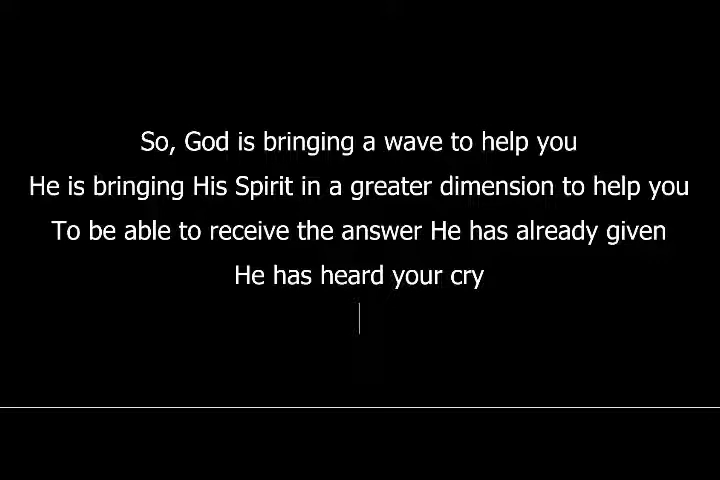 So, God is bringing a wave to help you
He is bringing His Spirit in a greater dimension to help you
To be able to receive the answer He has already given
He has heard your cry